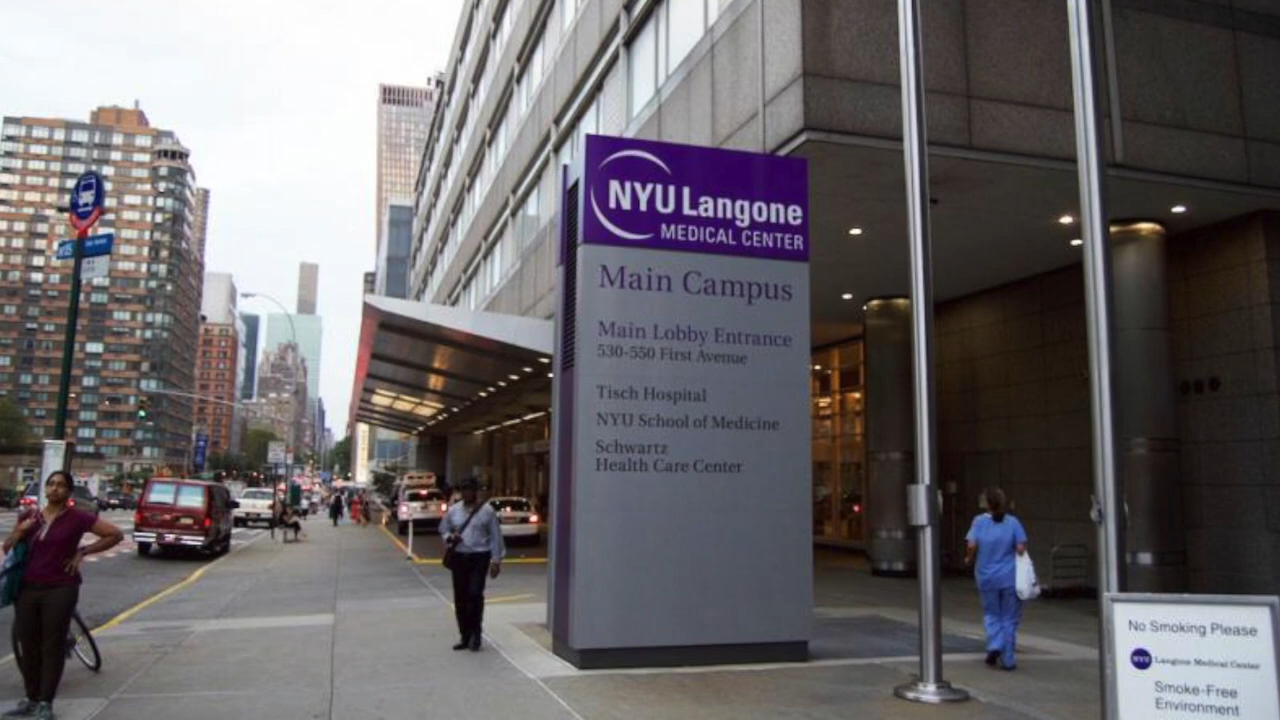 NYU Langone
MEDICAL CENTER
Main Campus
Main Lobby Entrance
530-550 First Avenue
Tisch Hospital
NYU School of Medicine
Schwartz
Health Care Center
No Smoking Please
NYU Langone Medical Center
Smoke-Free
Environment